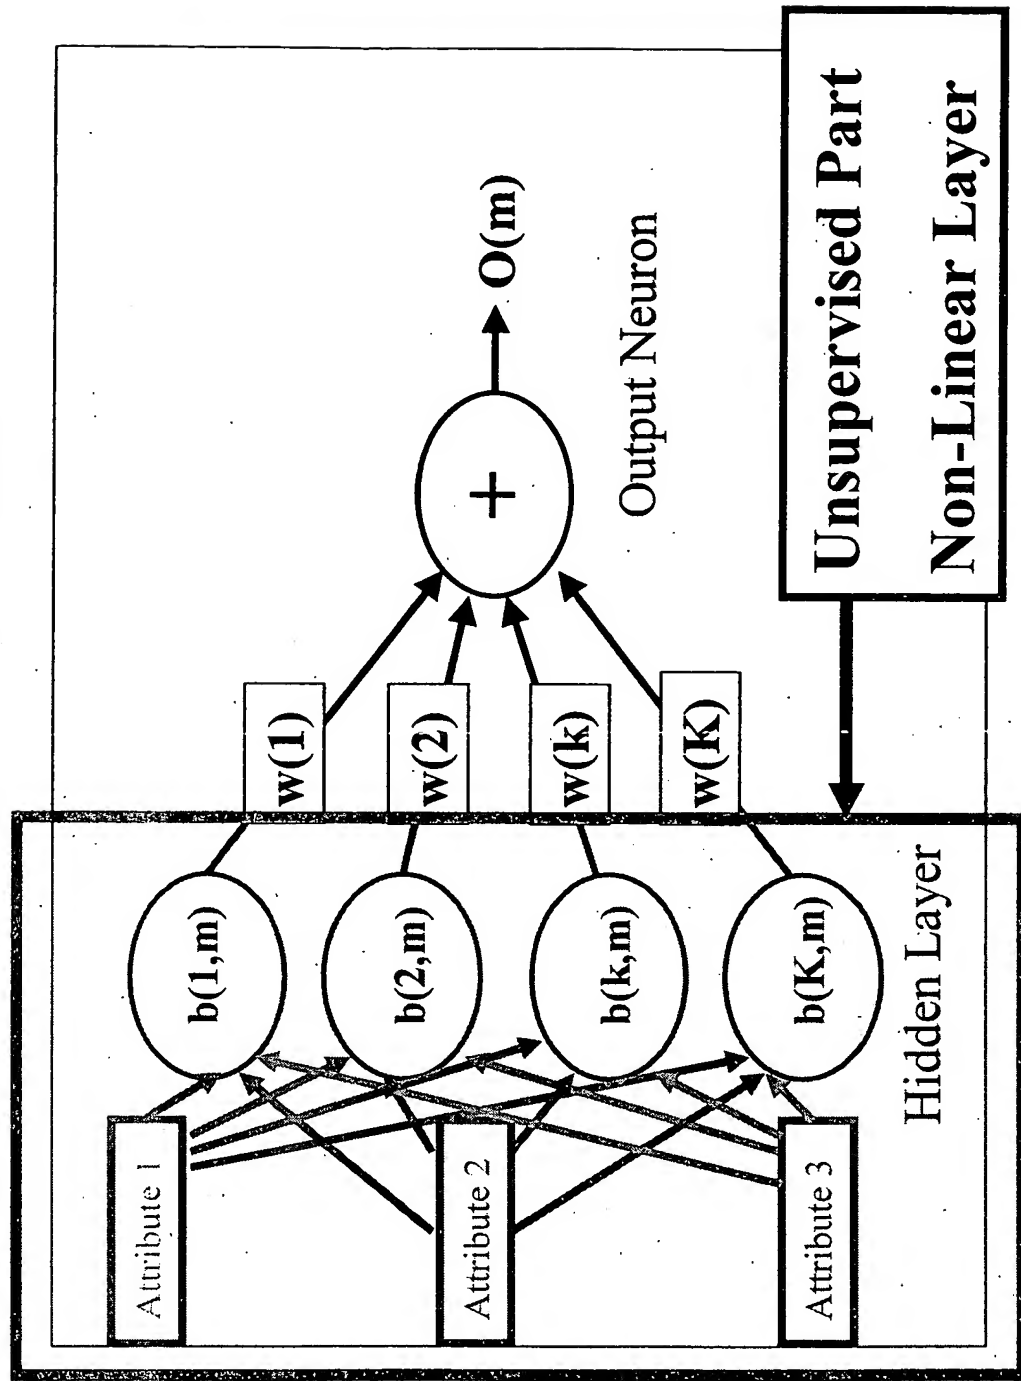 Attribute 1
Attribute 2
Attribute 3
b(1,m)
b(2,m)
b(k,m)
b(K,m)
Hidden Layer
w(1)
w(2)
w(k)
w(K)
+
O(m)
Output Neuron
Unsupervised Part
Non-Linear Layer